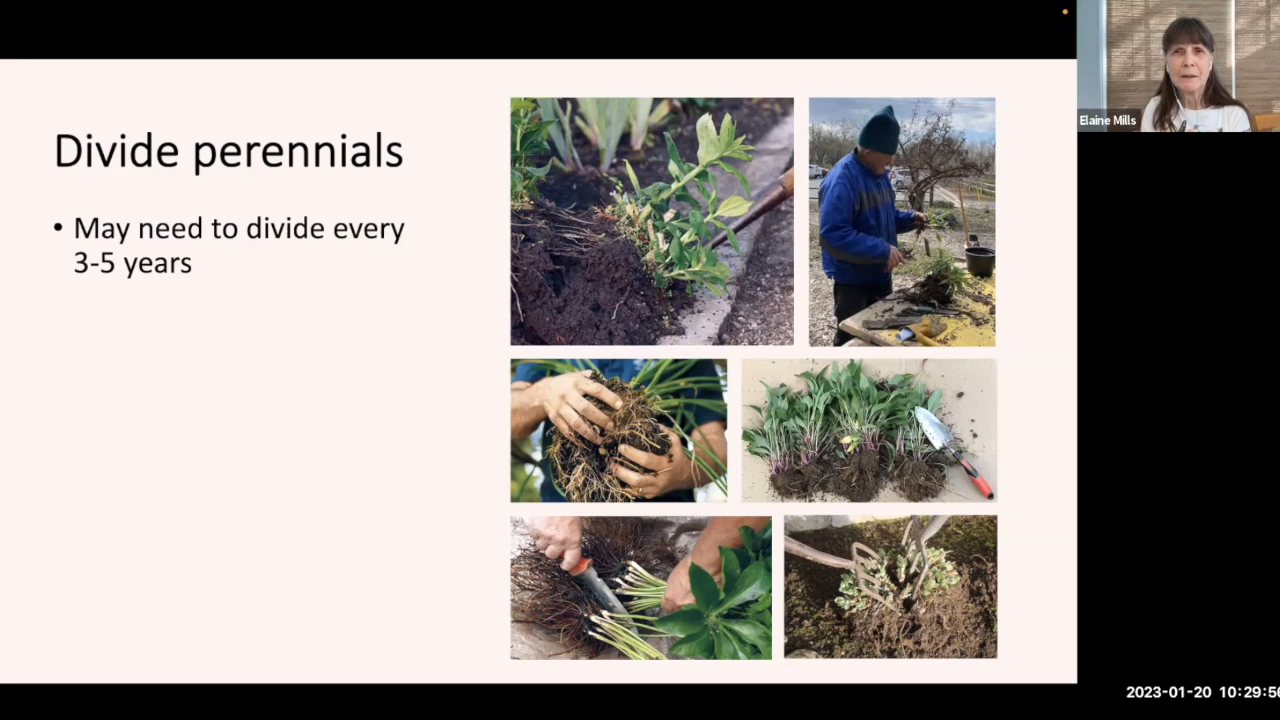 Elaine Mills
Divide perennials
• May need to divide every
3-5 years
2023-01-20 10:29:56